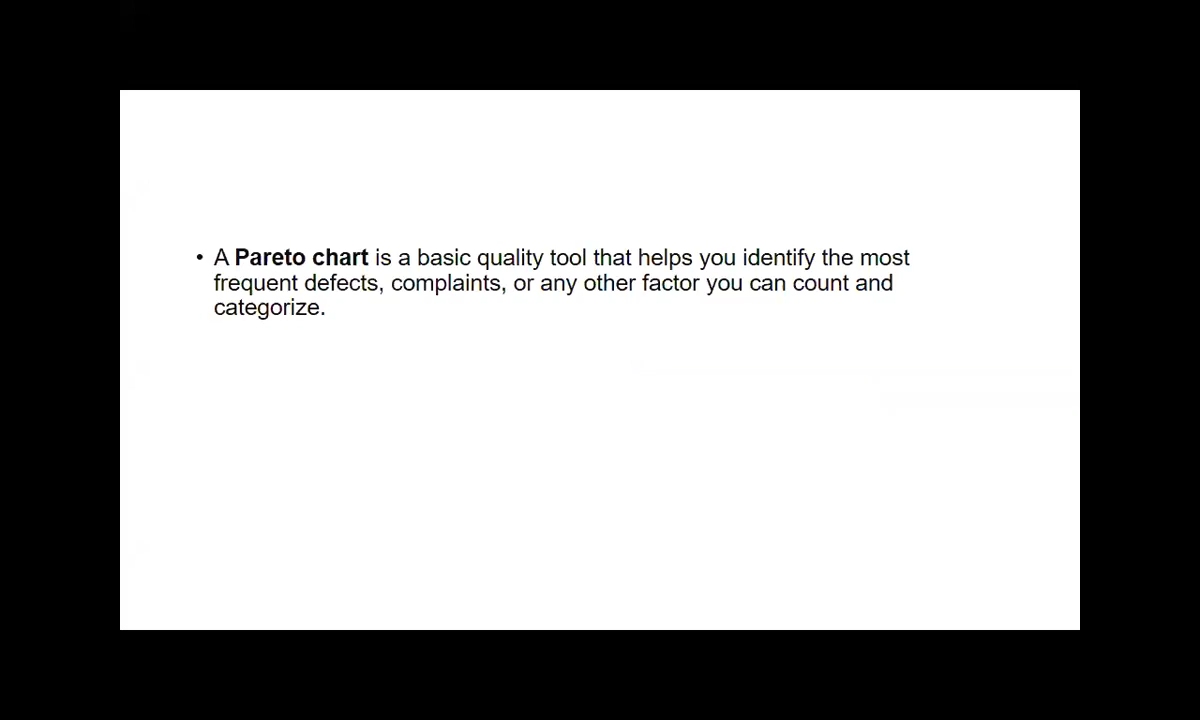 • A Pareto chart is a basic quality tool that helps you identify the most
frequent defects, complaints, or any other factor you can count and
categorize.